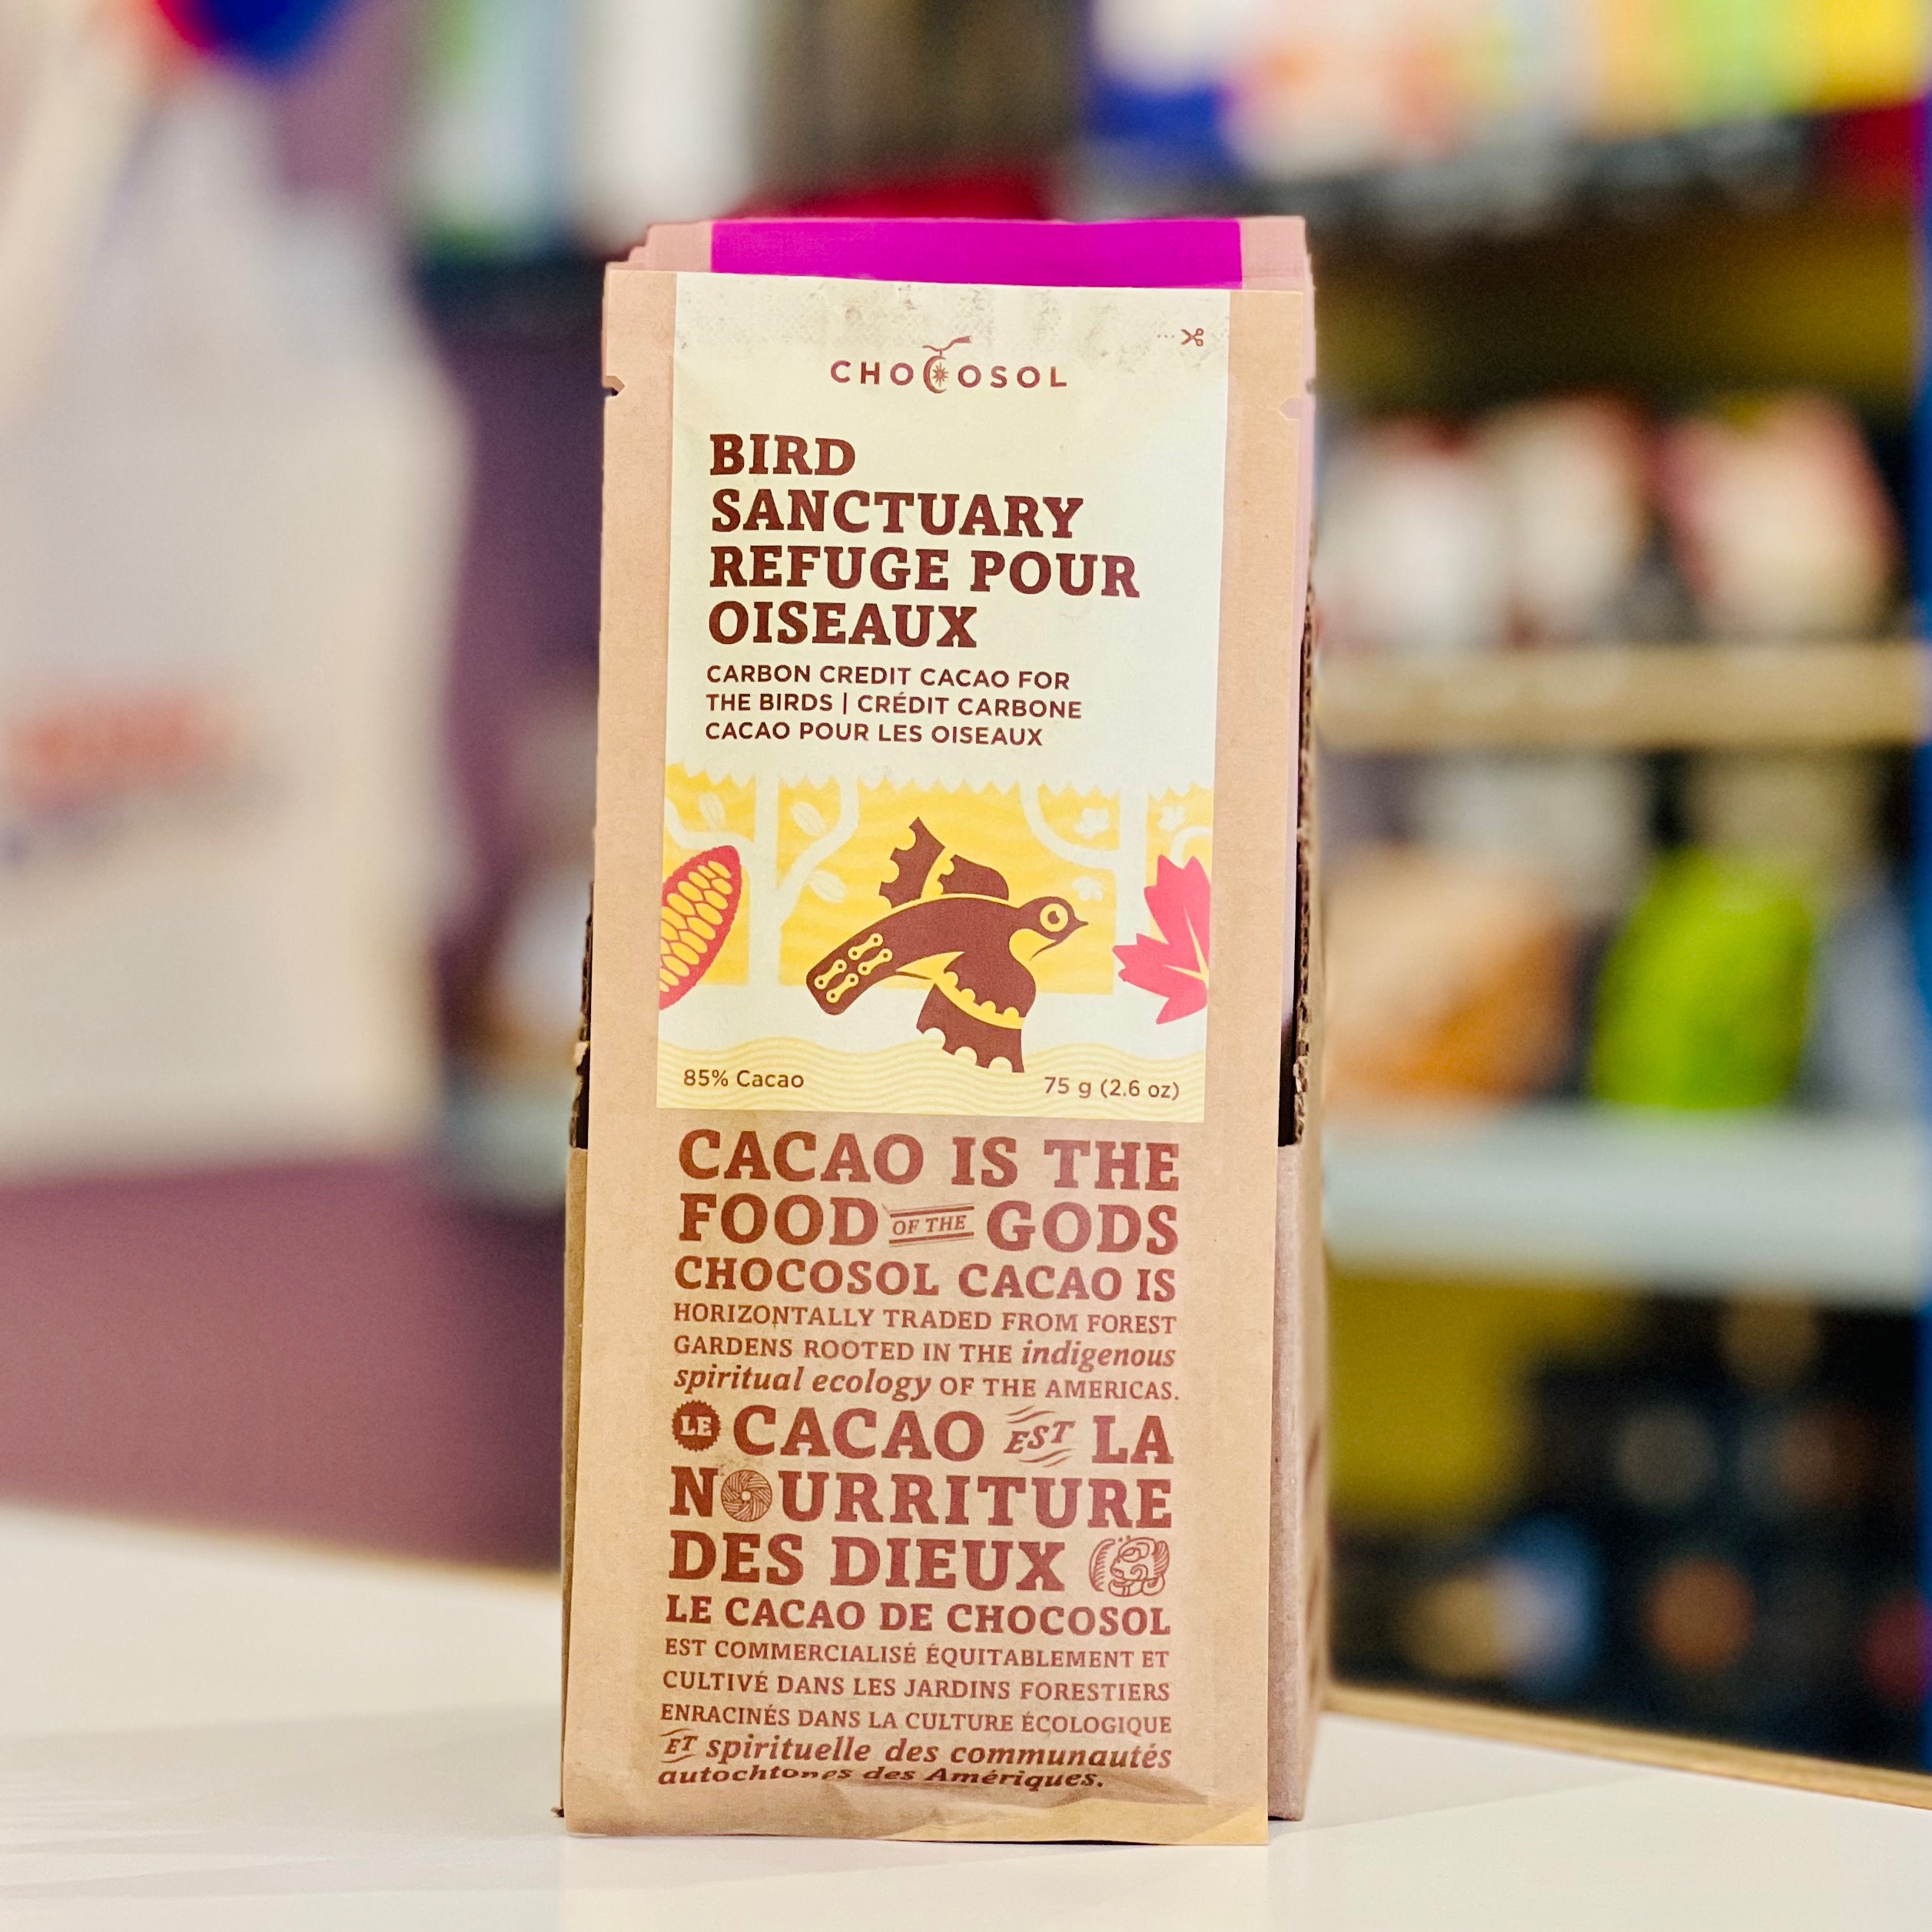 CHOCOSOL
BIRD
SANCTUARY
REFUGE POUR
OISEAUX
CARBON CREDIT CACAO FOR
THE BIRDS | CRÉDIT CARBONE
CACAO POUR LES OISEAUX
85% Cacao
75 g (2.6 oz)
CACAO IS THE
FOOD OF THE GODS
CHOCOSOL CACAO IS
HORIZONTALLY TRADED FROM FOREST
GARDENS ROOTED IN THE indigenous
spiritual ecology OF THE AMERICAS.
LE CACAO EST LA
NOURRITURE
DES DIEUX
LE CACAO DE CHOCOSOL
EST COMMERCIALISÉ ÉQUITABLEMENT ET
CULTIVÉ DANS LES JARDINS FORESTIERS
ENRACINÉS DANS LA CULTURE ÉCOLOGIQUE
ET spirituelle des communautés
autochtones des Amériques.